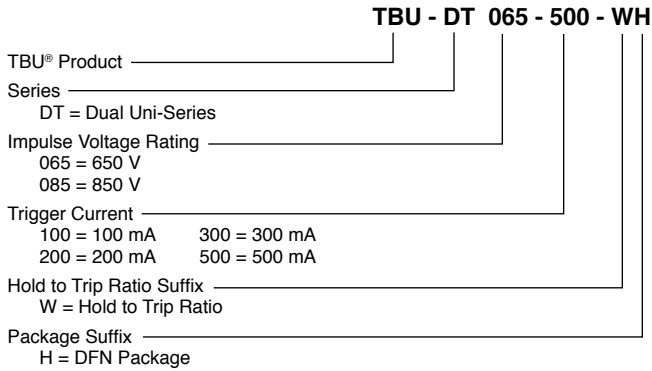 TBU - DT 065 - 500 - WH
TBU® Product
Series
DT = Dual Uni-Series
Impulse Voltage Rating
065 = 650 V
085 = 850 V
Trigger Current
100 = 100 mA 300 = 300 mA
200 = 200 mA 500 = 500 mA
Hold to Trip Ratio Suffix
W = Hold to Trip Ratio
Package Suffix
H = DFN Package